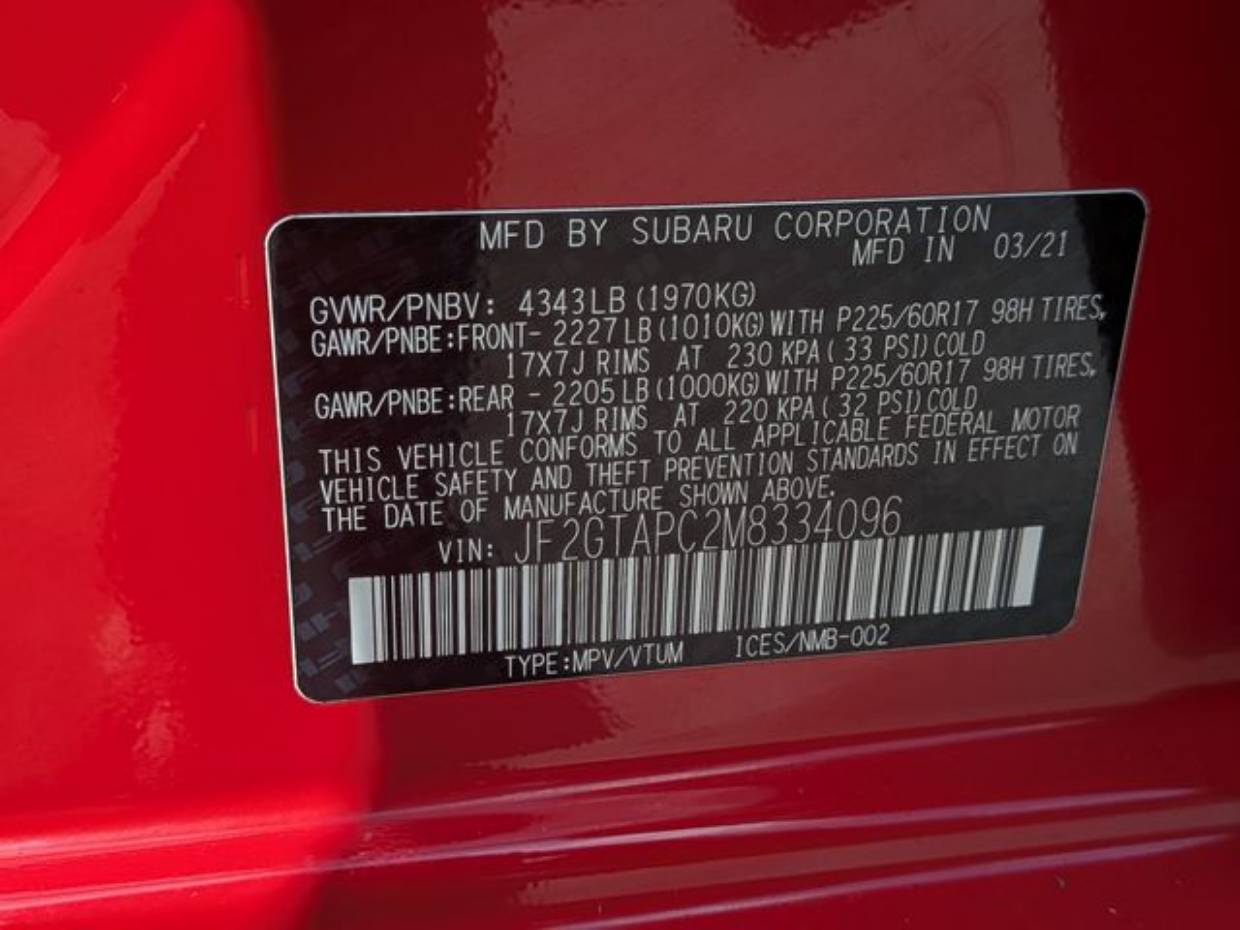 MFD BY SUBARU CORPORATION
MFD IN 03/21
GVWR/PNBV: 4343LB (1970KG)
GAWR/PNBE:FRONT- 2227LB (1010KG) WITH P225/60R17 98H TIRES,
17X7J RIMS AT 230 KPA( 33 PSI)COLD
GAWR/PNBE:REAR - 2205LB (1000KG) WITH P225/60R17 98H TIRES,
17X7J RIMS AT 220 KPA( 32 PSI)COLD
THIS VEHICLE CONFORMS TO ALL APPLICABLE FEDERAL MOTOR
VEHICLE SAFETY AND THEFT PREVENTION STANDARDS IN EFFECT ON
THE DATE OF MANUFACTURE SHOWN ABOVE.
VIN: JF2GTAPC2M8334096
TYPE:MPV/VTUM ICES/NMB-002